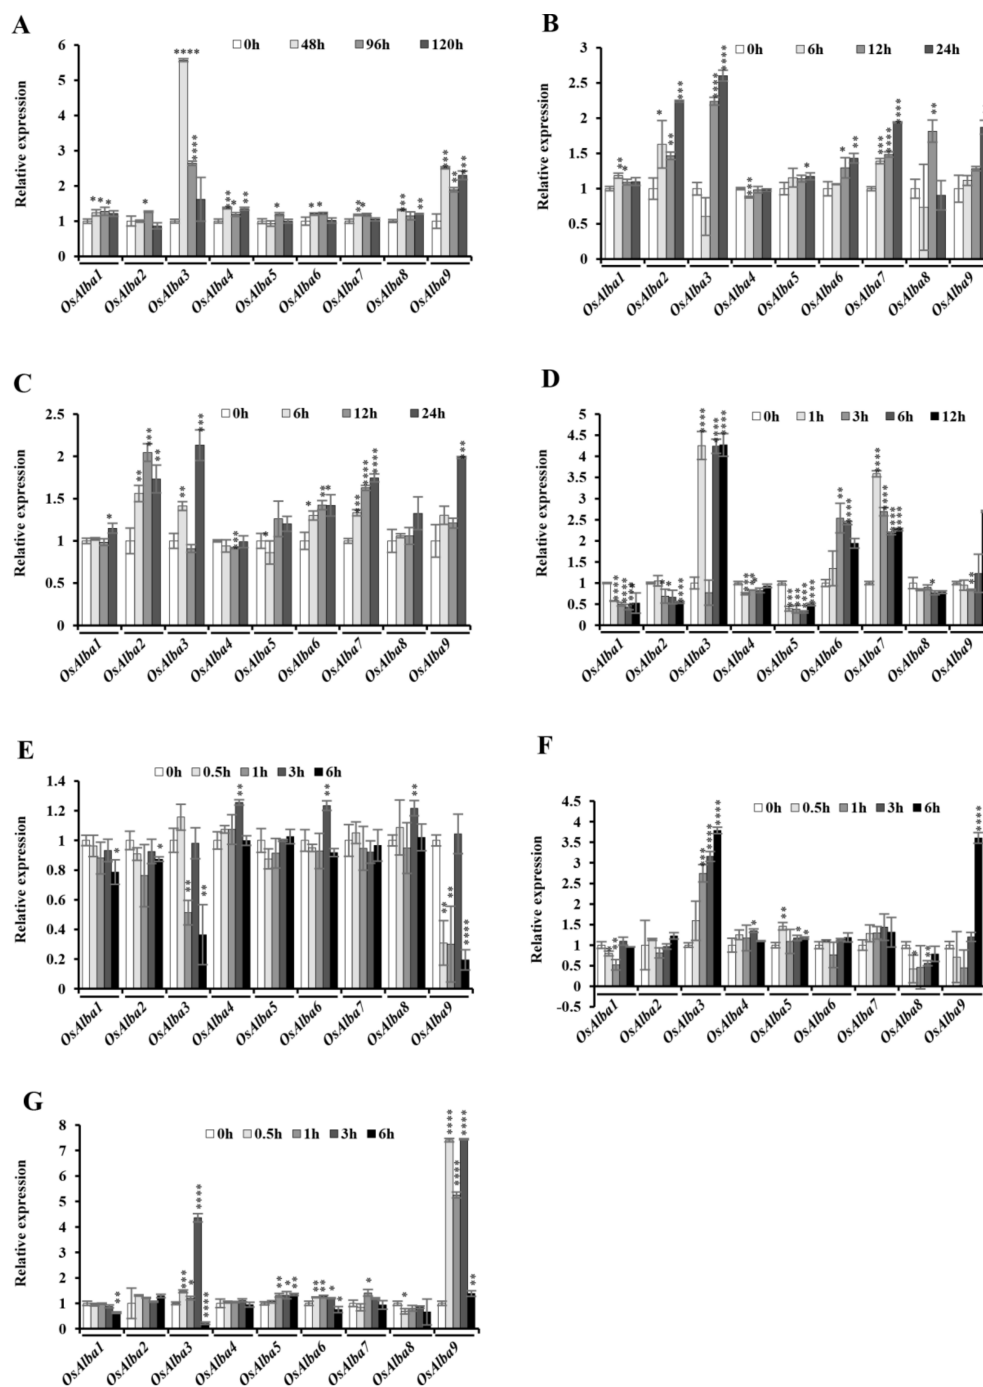 A
0h 48h 96h 120h
Relative expression
6
5
4
3
2
1
0
OsAlba1 OsAlba2 OsAlba3 OsAlba4 OsAlba5 OsAlba6 OsAlba7 OsAlba8 OsAlba9
B
0h 6h 12h 24h
Relative expression
3
2.5
2
1.5
1
0.5
0
OsAlba1 OsAlba2 OsAlba3 OsAlba4 OsAlba5 OsAlba6 OsAlba7 OsAlba8 OsAlba9
C
0h 6h 12h 24h
Relative expression
2.5
2
1.5
1
0.5
0
OsAlba1 OsAlba2 OsAlba3 OsAlba4 OsAlba5 OsAlba6 OsAlba7 OsAlba8 OsAlba9
D
0h 1h 3h 6h 12h
Relative expression
5
4.5
4
3.5
3
2.5
2
1.5
1
0.5
0
OsAlba1 OsAlba2 OsAlba3 OsAlba4 OsAlba5 OsAlba6 OsAlba7 OsAlba8 OsAlba9
E
0h 0.5h 1h 3h 6h
Relative expression
1.4
1.2
1
0.8
0.6
0.4
0.2
0
OsAlba1 OsAlba2 OsAlba3 OsAlba4 OsAlba5 OsAlba6 OsAlba7 OsAlba8 OsAlba9
F
0h 0.5h 1h 3h 6h
Relative expression
4.5
4
3.5
3
2.5
2
1.5
1
0.5
0
-0.5
OsAlba1 OsAlba2 OsAlba3 OsAlba4 OsAlba5 OsAlba6 OsAlba7 OsAlba8 OsAlba9
G
0h 0.5h 1h 3h 6h
Relative expression
8
7
6
5
4
3
2
1
0
OsAlba1 OsAlba2 OsAlba3 OsAlba4 OsAlba5 OsAlba6 OsAlba7 OsAlba8 OsAlba9